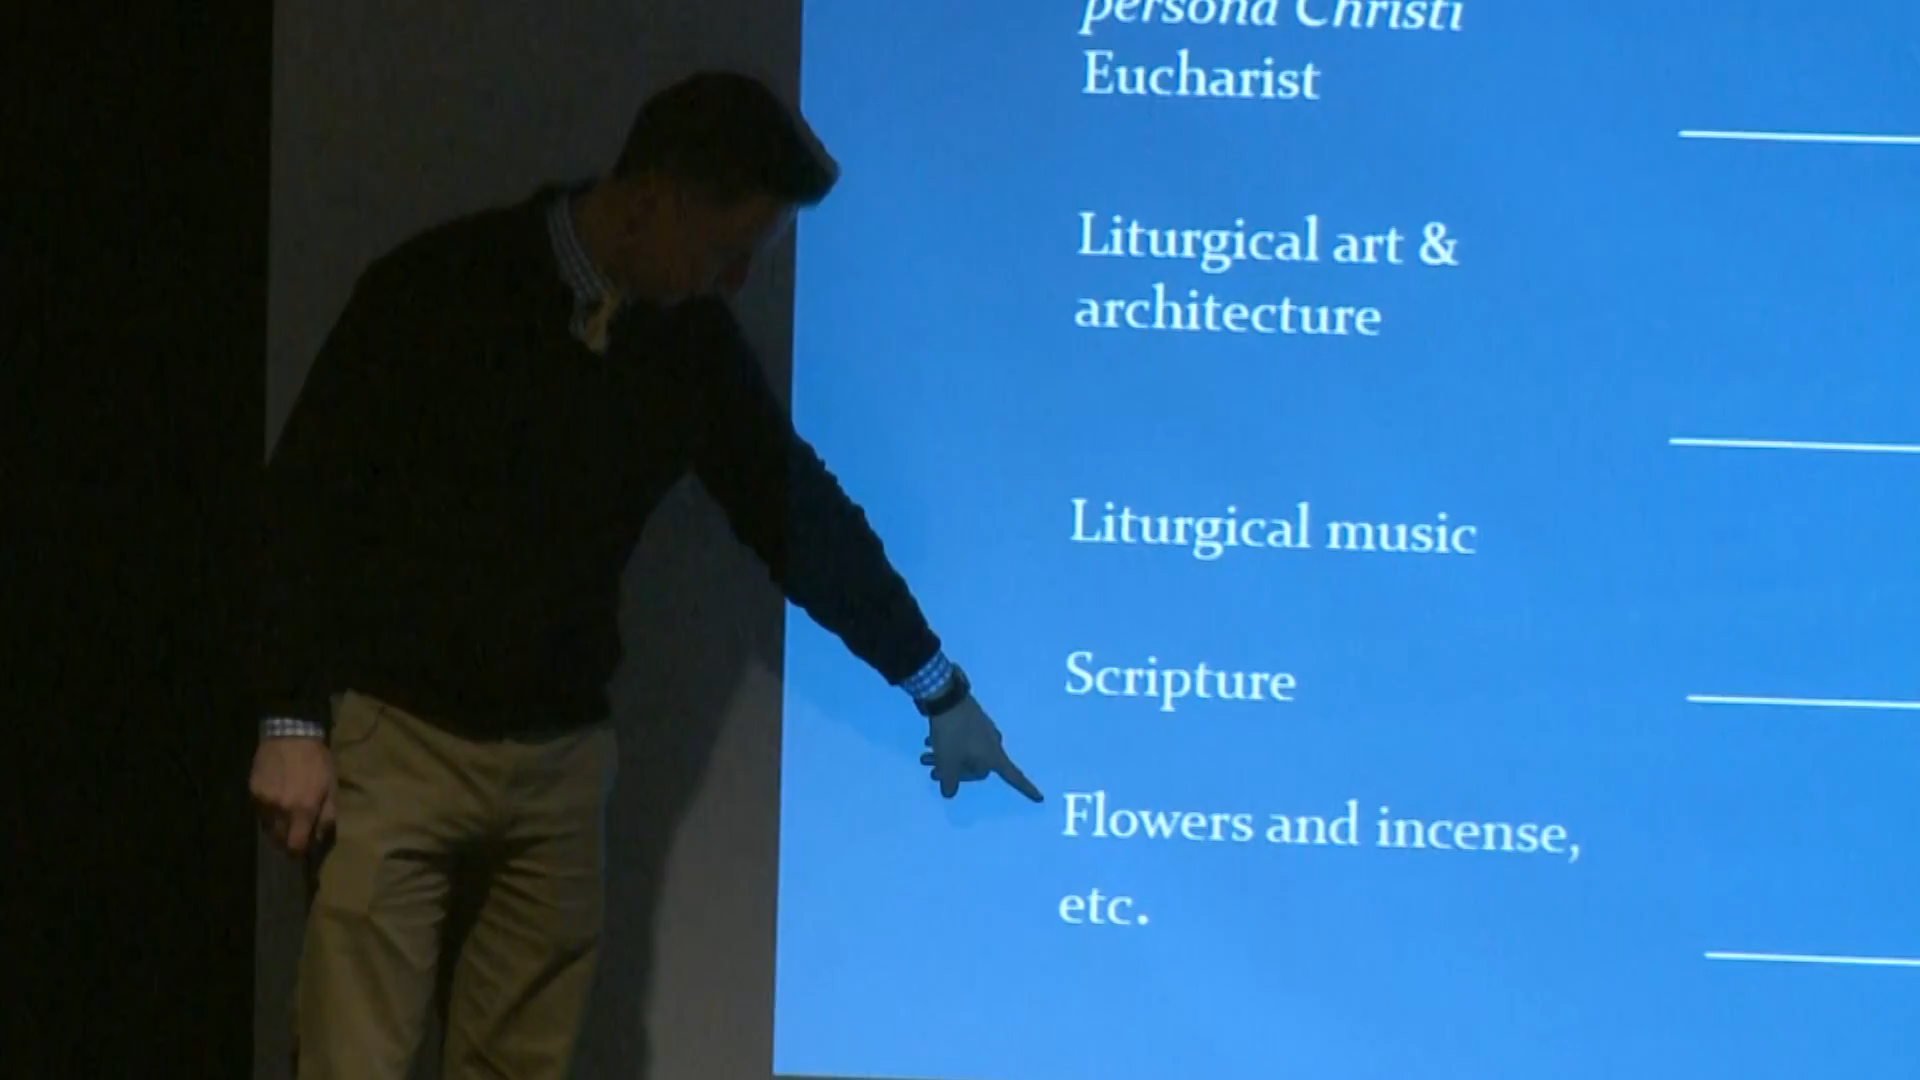 persona Christi
Eucharist
Liturgical art &
architecture
Liturgical music
Scripture
Flowers and incense,
etc.